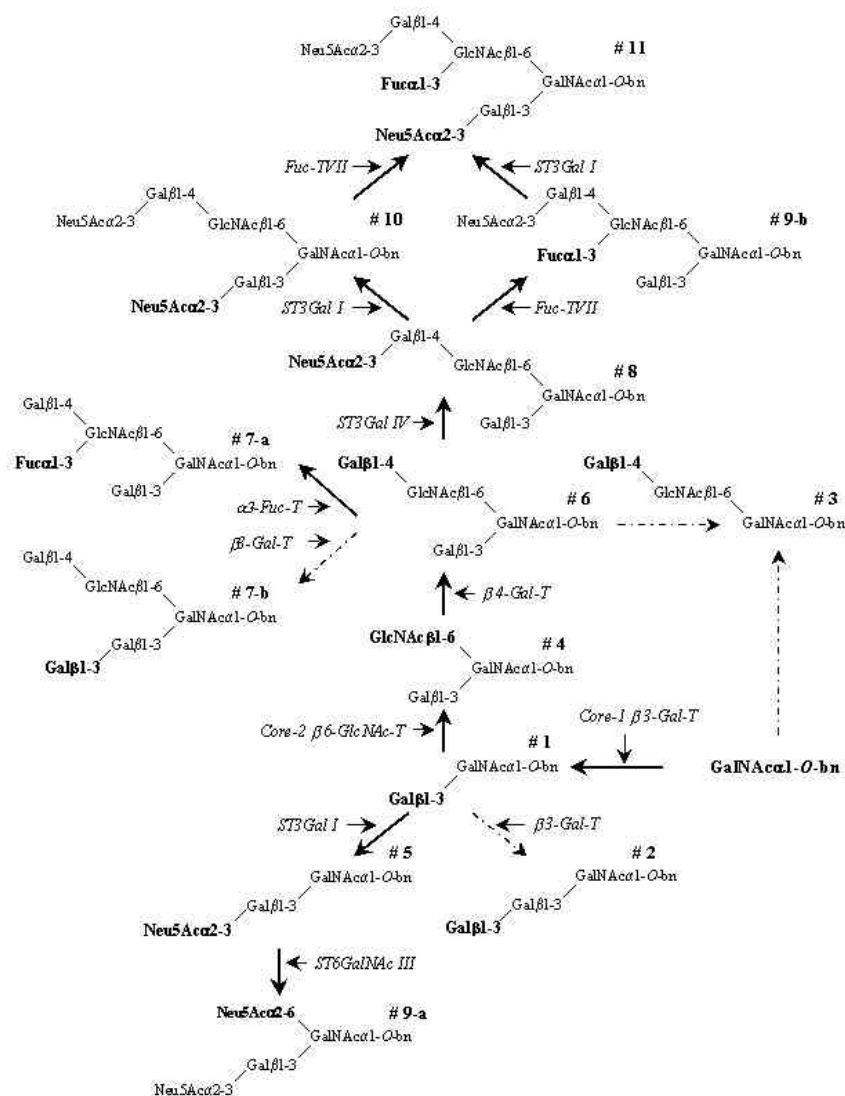 Galβ1-4
# 11
Neu5Acα2-3
GlcNAcβ1-6
Fucα1-3
GalNAcα1-O-bn
Galβ1-3
Neu5Acα2-3
Fuc-TVII
ST3Gal I
Galβ1-4
Galβ1-4
# 10
# 9-b
Neu5Acα2-3
GlcNAcβ1-6
Neu5Acα2-3
GlcNAcβ1-6
GalNAcα1-O-bn
Fucα1-3
GalNAcα1-O-bn
Galβ1-3
Galβ1-3
Neu5Acα2-3
ST3Gal I
Fuc-TVII
Galβ1-4
Neu5Acα2-3
GlcNAcβ1-6
# 8
GalNAcα1-O-bn
Galβ1-4
ST3Gal IV
Galβ1-3
GlcNAcβ1-6
# 7-a
Fucα1-3
GalNAcα1-O-bn
Galβ1-4
Galβ1-4
Galβ1-3
GlcNAcβ1-6
# 6
GlcNAcβ1-6
# 3
α3-Fuc-T
GalNAcα1-O-bn
GalNAcα1-O-bn
β3-Gal-T
Galβ1-3
Galβ1-4
GlcNAcβ1-6
# 7-b
β4-Gal-T
GalNAcα1-O-bn
Galβ1-3
GlcNAcβ1-6
# 4
Galβ1-3
GalNAcα1-O-bn
Galβ1-3
Core-2 β6-GlcNAc-T
Core-1 β3-Gal-T
# 1
GalNAcα1-O-bn
GalNAcα1-O-bn
Galβ1-3
ST3Gal I
β3-Gal-T
# 5
# 2
GalNAcα1-O-bn
GalNAcα1-O-bn
Galβ1-3
Galβ1-3
Neu5Acα2-3
Galβ1-3
ST6GalNAc III
Neu5Acα2-6
# 9-a
GalNAcα1-O-bn
Galβ1-3
Neu5Acα2-3